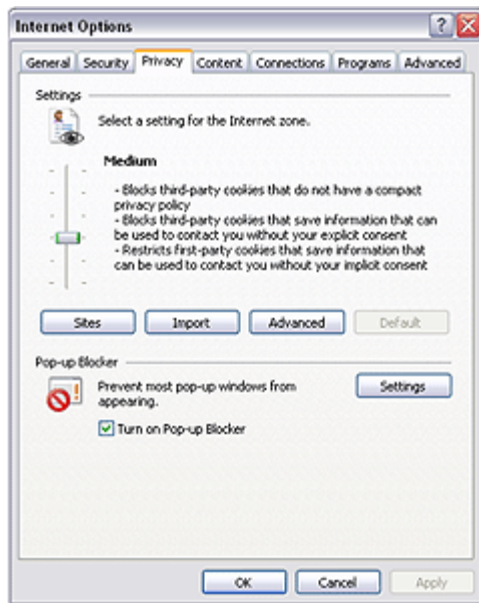 Internet Options
General Security Privacy Content Connections Programs Advanced
Settings
Select a setting for the Internet zone.
Medium
- Blocks third-party cookies that do not have a compact
privacy policy
- Blocks third-party cookies that save information that can
be used to contact you without your explicit consent
- Restricts first-party cookies that save information that
can be used to contact you without your implicit consent
Sites Import Advanced Default
Pop-up Blocker
Prevent most pop-up windows from
appearing.
Settings
Turn on Pop-up Blocker
OK Cancel Apply